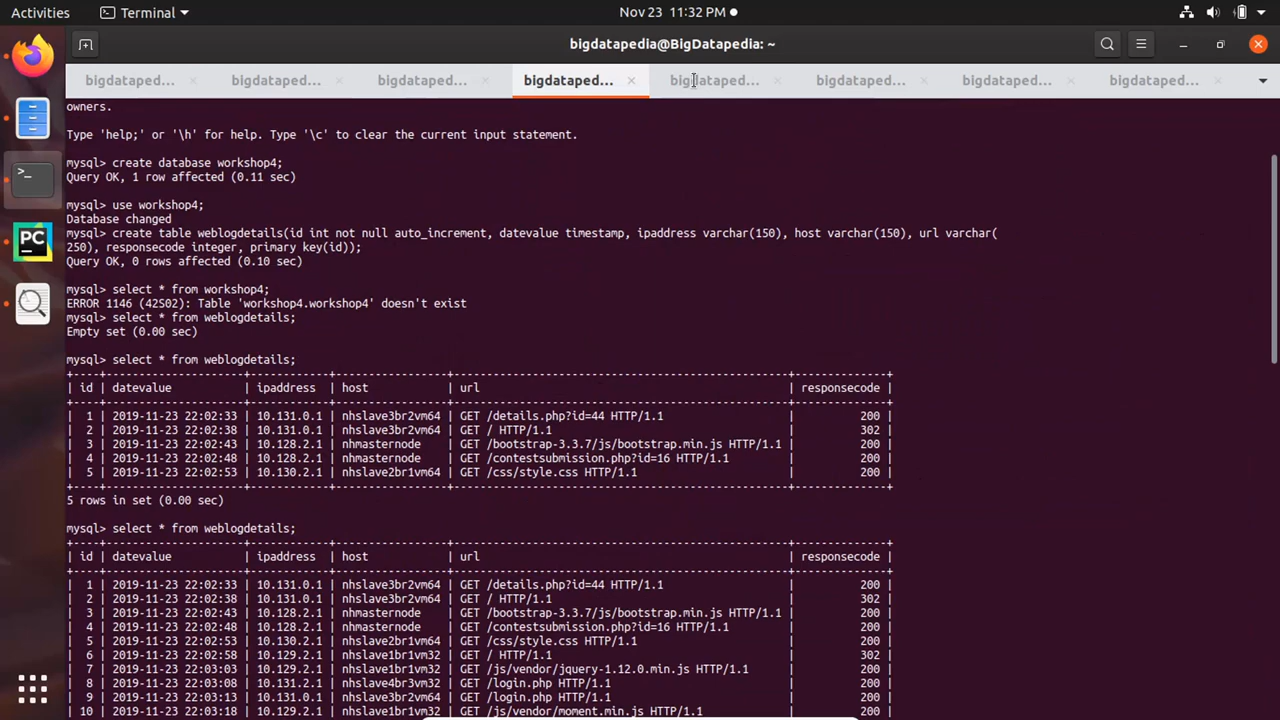 Activities Terminal Nov 23 11:32 PM
bigdatapedia@BigDatapedia: ~
bigdataped... bigdataped... bigdataped... bigdataped... bigdataped... bigdataped... bigdataped... bigdataped...
owners.
Type 'help;' or '\h' for help. Type '\c' to clear the current input statement.
mysql> create database workshop4;
Query OK, 1 row affected (0.11 sec)
mysql> use workshop4;
Database changed
mysql> create table weblogdetails(id int not null auto_increment, datevalue timestamp, ipaddress varchar(150), host varchar(150), url varchar(
250), responsecode integer, primary key(id));
Query OK, 0 rows affected (0.10 sec)
mysql> select * from workshop4;
ERROR 1146 (42S02): Table 'workshop4.workshop4' doesn't exist
mysql> select * from weblogdetails;
Empty set (0.00 sec)
mysql> select * from weblogdetails;
+----+---------------------+------------+-----------------+-------------------------------------------+--------------+
| id | datevalue | ipaddress | host | url | responsecode |
+----+---------------------+------------+-----------------+-------------------------------------------+--------------+
| 1 | 2019-11-23 22:02:33 | 10.131.0.1 | nhslave3br2vm64 | GET /details.php?id=44 HTTP/1.1 | 200 |
| 2 | 2019-11-23 22:02:38 | 10.131.0.1 | nhslave3br2vm64 | GET / HTTP/1.1 | 302 |
| 3 | 2019-11-23 22:02:43 | 10.128.2.1 | nhmasternode | GET /bootstrap-3.3.7/js/bootstrap.min.js HTTP/1.1 | 200 |
| 4 | 2019-11-23 22:02:48 | 10.128.2.1 | nhmasternode | GET /contestsubmission.php?id=16 HTTP/1.1 | 200 |
| 5 | 2019-11-23 22:02:53 | 10.130.2.1 | nhslave2br1vm64 | GET /css/style.css HTTP/1.1 | 200 |
+----+---------------------+------------+-----------------+-------------------------------------------+--------------+
5 rows in set (0.00 sec)
mysql> select * from weblogdetails;
+----+---------------------+------------+-----------------+-------------------------------------------+--------------+
| id | datevalue | ipaddress | host | url | responsecode |
+----+---------------------+------------+-----------------+-------------------------------------------+--------------+
| 1 | 2019-11-23 22:02:33 | 10.131.0.1 | nhslave3br2vm64 | GET /details.php?id=44 HTTP/1.1 | 200 |
| 2 | 2019-11-23 22:02:38 | 10.131.0.1 | nhslave3br2vm64 | GET / HTTP/1.1 | 302 |
| 3 | 2019-11-23 22:02:43 | 10.128.2.1 | nhmasternode | GET /bootstrap-3.3.7/js/bootstrap.min.js HTTP/1.1 | 200 |
| 4 | 2019-11-23 22:02:48 | 10.128.2.1 | nhmasternode | GET /contestsubmission.php?id=16 HTTP/1.1 | 200 |
| 5 | 2019-11-23 22:02:53 | 10.130.2.1 | nhslave2br1vm64 | GET /css/style.css HTTP/1.1 | 200 |
| 6 | 2019-11-23 22:02:58 | 10.129.2.1 | nhslave1br1vm32 | GET / HTTP/1.1 | 302 |
| 7 | 2019-11-23 22:03:03 | 10.129.2.1 | nhslave1br1vm32 | GET /js/vendor/jquery-1.12.0.min.js HTTP/1.1 | 200 |
| 8 | 2019-11-23 22:03:08 | 10.131.2.1 | nhslave4br3vm32 | GET /login.php HTTP/1.1 | 200 |
| 9 | 2019-11-23 22:03:13 | 10.131.0.1 | nhslave3br2vm64 | GET /login.php HTTP/1.1 | 200 |
| 10 | 2019-11-23 22:03:18 | 10.129.2.1 | nhslave1br1vm32 | GET /js/vendor/moment.min.js HTTP/1.1 | 200 |
PC